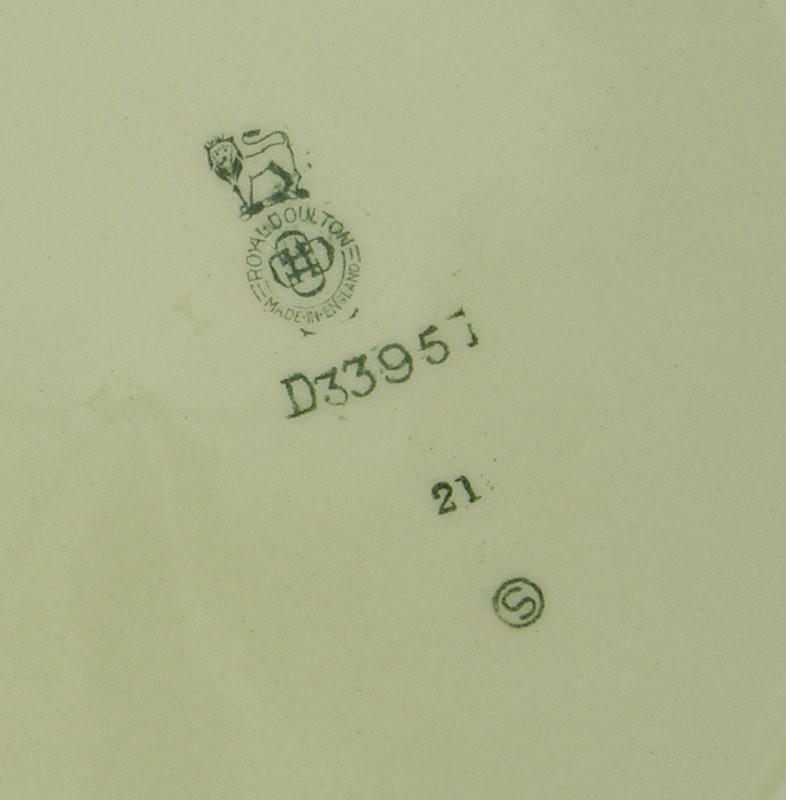 ROYAL DOULTON
MADE·IN·ENGLAND
D3395
21
S